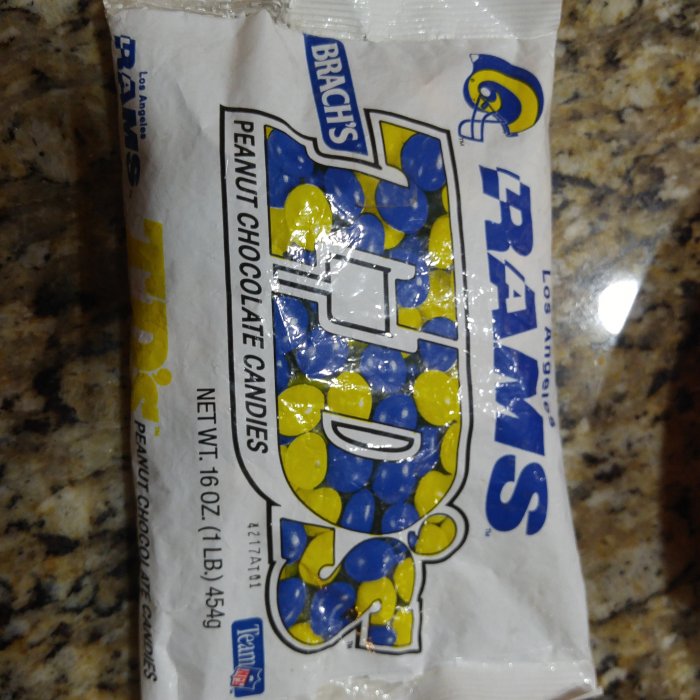 Los Angeles
RAMS
BRACH'S
TD's
PEANUT CHOCOLATE CANDIES
4217AT01
NET WT. 16 OZ. (1 LB.) 454g
Team NFL
Los Angeles
RAMS
TD's
PEANUT CHOCOLATE CANDIES